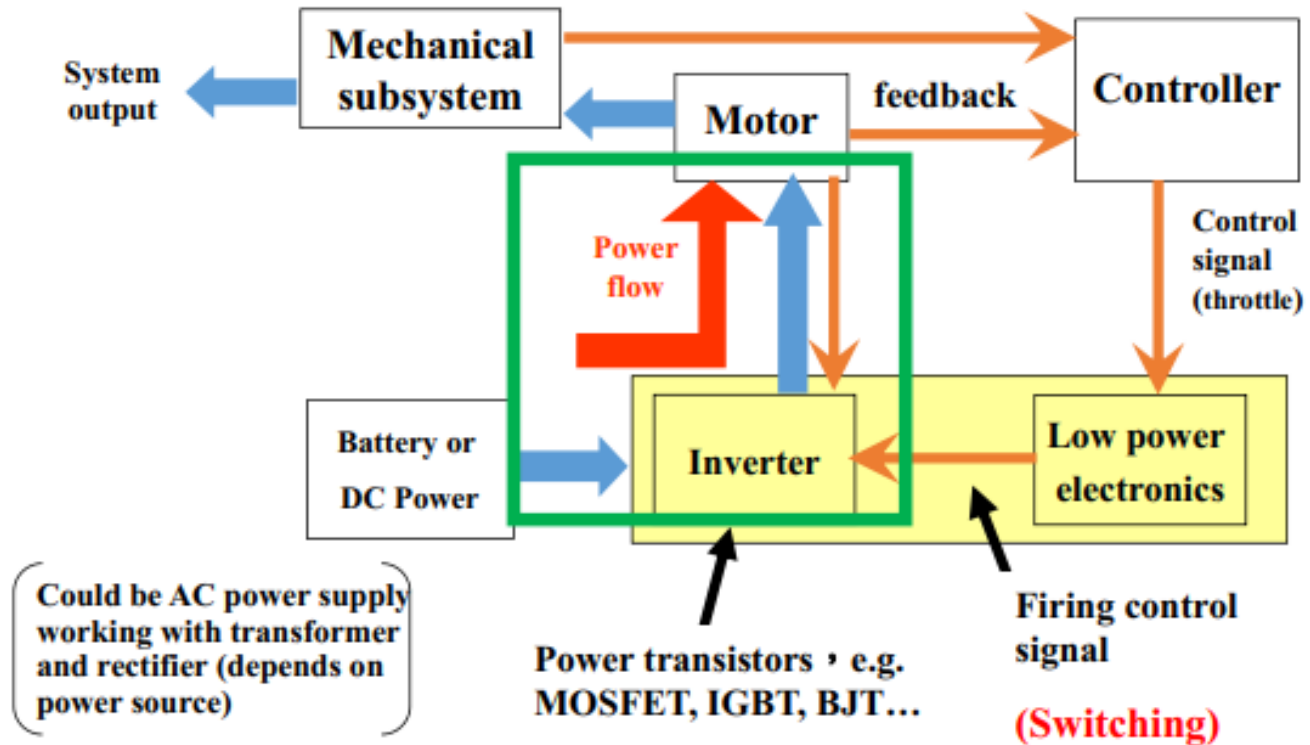 Mechanical
subsystem
System
output
Motor
feedback
Controller
Control
signal
(throttle)
Power
flow
Battery or
DC Power
Inverter
Low power
electronics
Could be AC power supply
working with transformer
and rectifier (depends on
power source)
Power transistors，e.g.
MOSFET, IGBT, BJT…
Firing control
signal
(Switching)